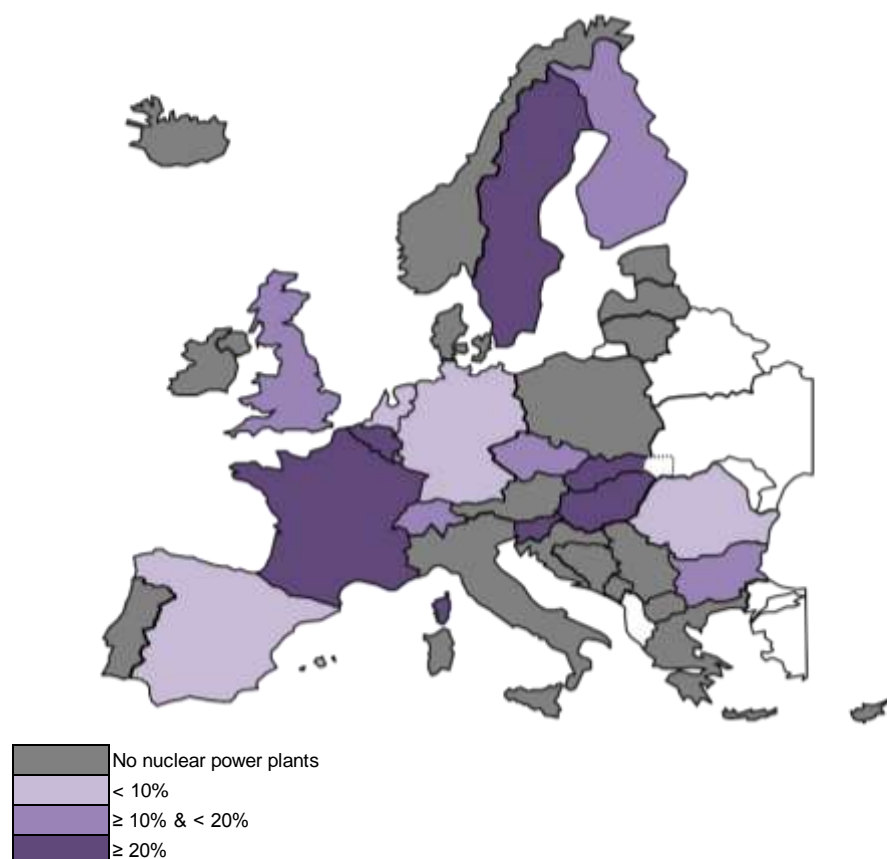 No nuclear power plants
< 10%
≥ 10% & < 20%
≥ 20%